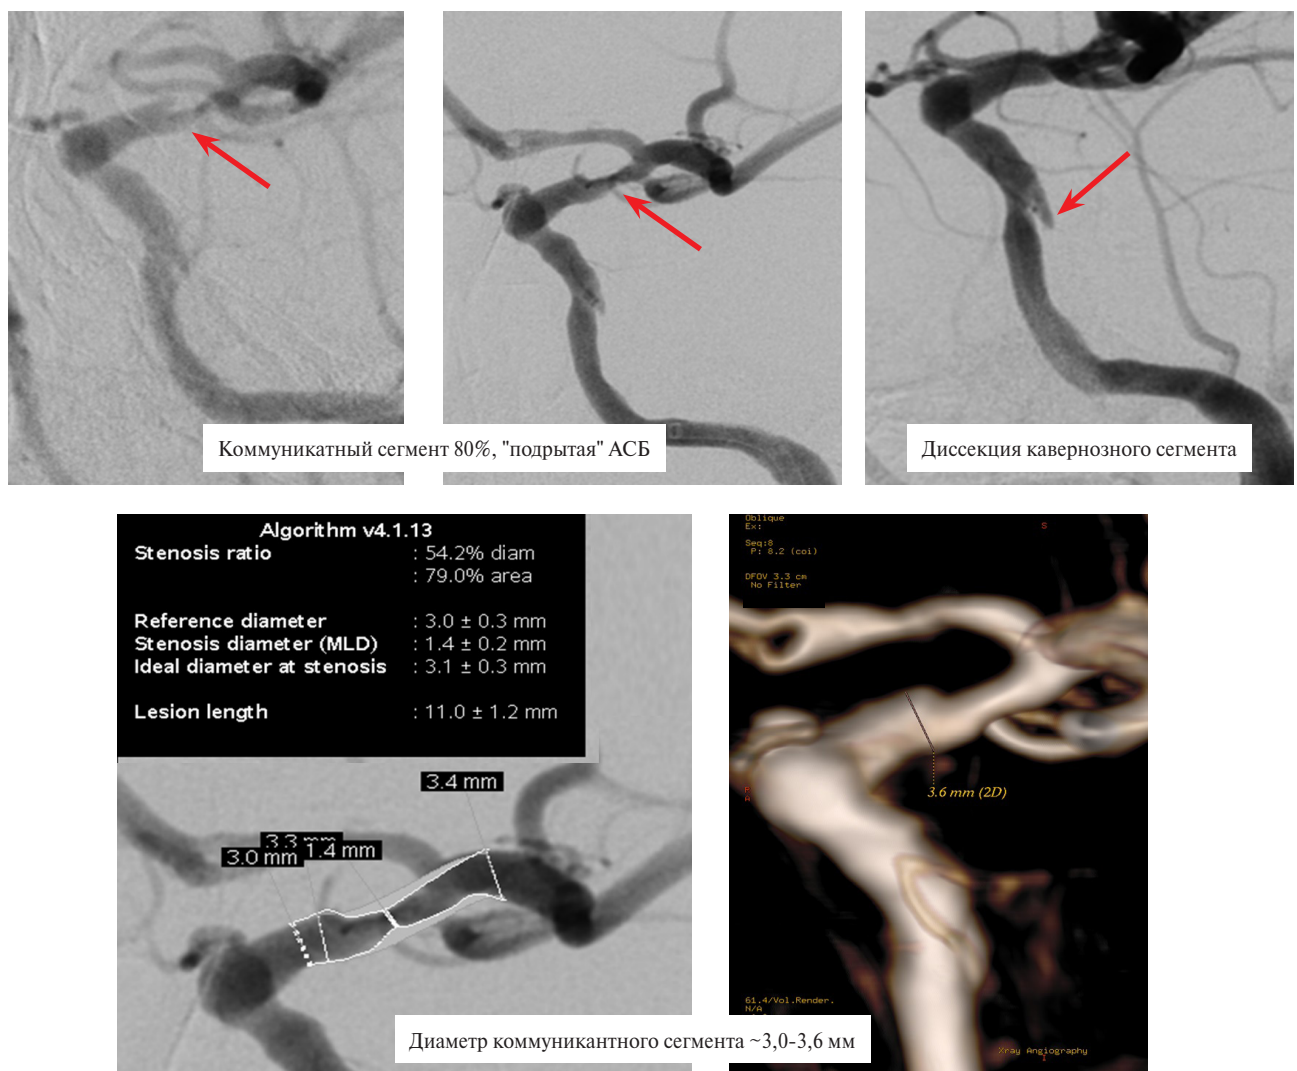 Коммуникатный сегмент 80%, "подрытая" АСБ
Диссекция кавернозного сегмента
Algorithm v4.1.13
Stenosis ratio : 54.2% diam
: 79.0% area
Reference diameter : 3.0 ± 0.3 mm
Stenosis diameter (MLD) : 1.4 ± 0.2 mm
Ideal diameter at stenosis : 3.1 ± 0.3 mm
Lesion length : 11.0 ± 1.2 mm
3.4 mm
3.3 mm
3.0 mm
1.4 mm
Oblique
Ex:
Seq:8
P: 8.2 (coi)
DFOV 3.3 cm
No Filter
S
3.6 mm (2D)
61.4/Vol.Render.
N/A
Xray Angiography
Диаметр коммуникантного сегмента ~3,0-3,6 мм